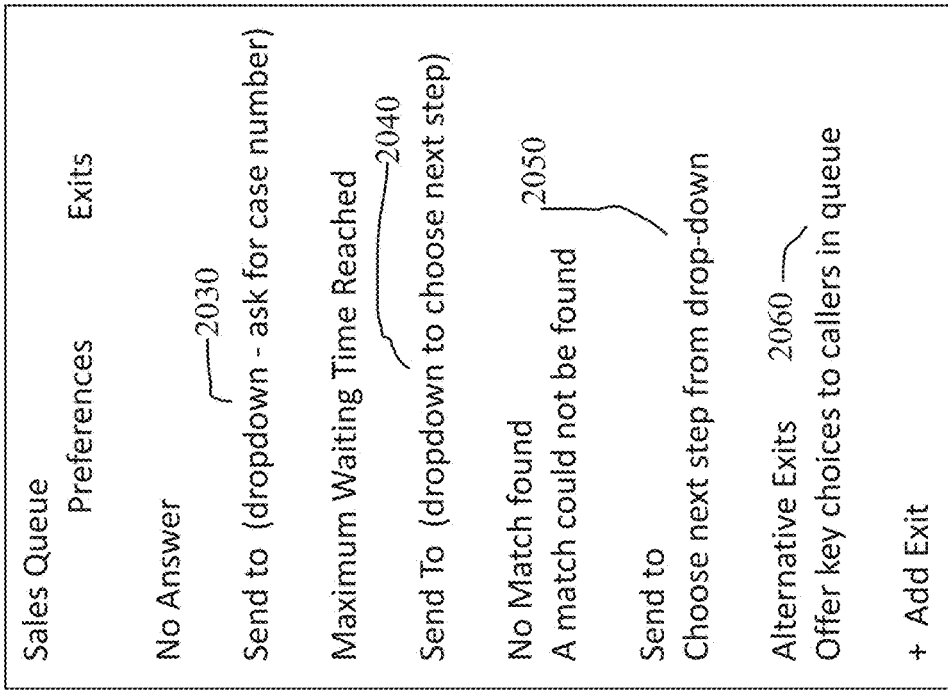 Sales Queue
Preferences Exits
No Answer
2030
Send to (dropdown - ask for case number)
Maximum Waiting Time Reached
2040
Send To (dropdown to choose next step)
No Match found
2050
A match could not be found
Send to
Choose next step from drop-down
Alternative Exits 2060
Offer key choices to callers in queue
+ Add Exit